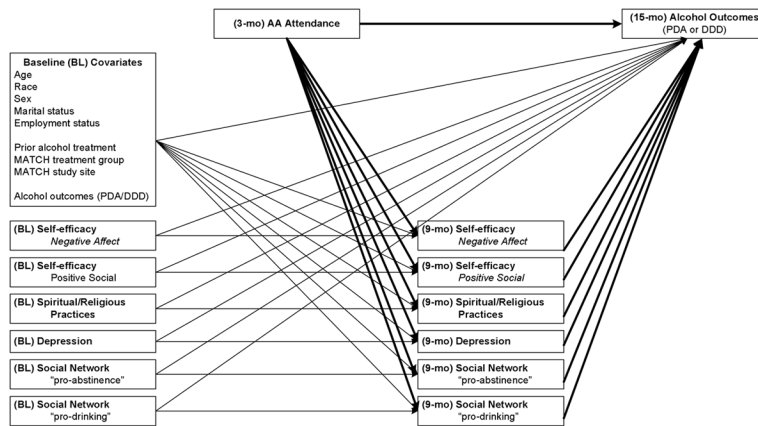 (3-mo) AA Attendance
(15-mo) Alcohol Outcomes
(PDA or DDD)
Baseline (BL) Covariates
Age
Race
Sex
Marital status
Employment status
Prior alcohol treatment
MATCH treatment group
MATCH study site
Alcohol outcomes (PDA/DDD)
(BL) Self-efficacy
Negative Affect
(BL) Self-efficacy
Positive Social
(BL) Spiritual/Religious
Practices
(BL) Depression
(BL) Social Network
"pro-abstinence"
(BL) Social Network
"pro-drinking"
(9-mo) Self-efficacy
Negative Affect
(9-mo) Self-efficacy
Positive Social
(9-mo) Spiritual/Religious
Practices
(9-mo) Depression
(9-mo) Social Network
"pro-abstinence"
(9-mo) Social Network
"pro-drinking"